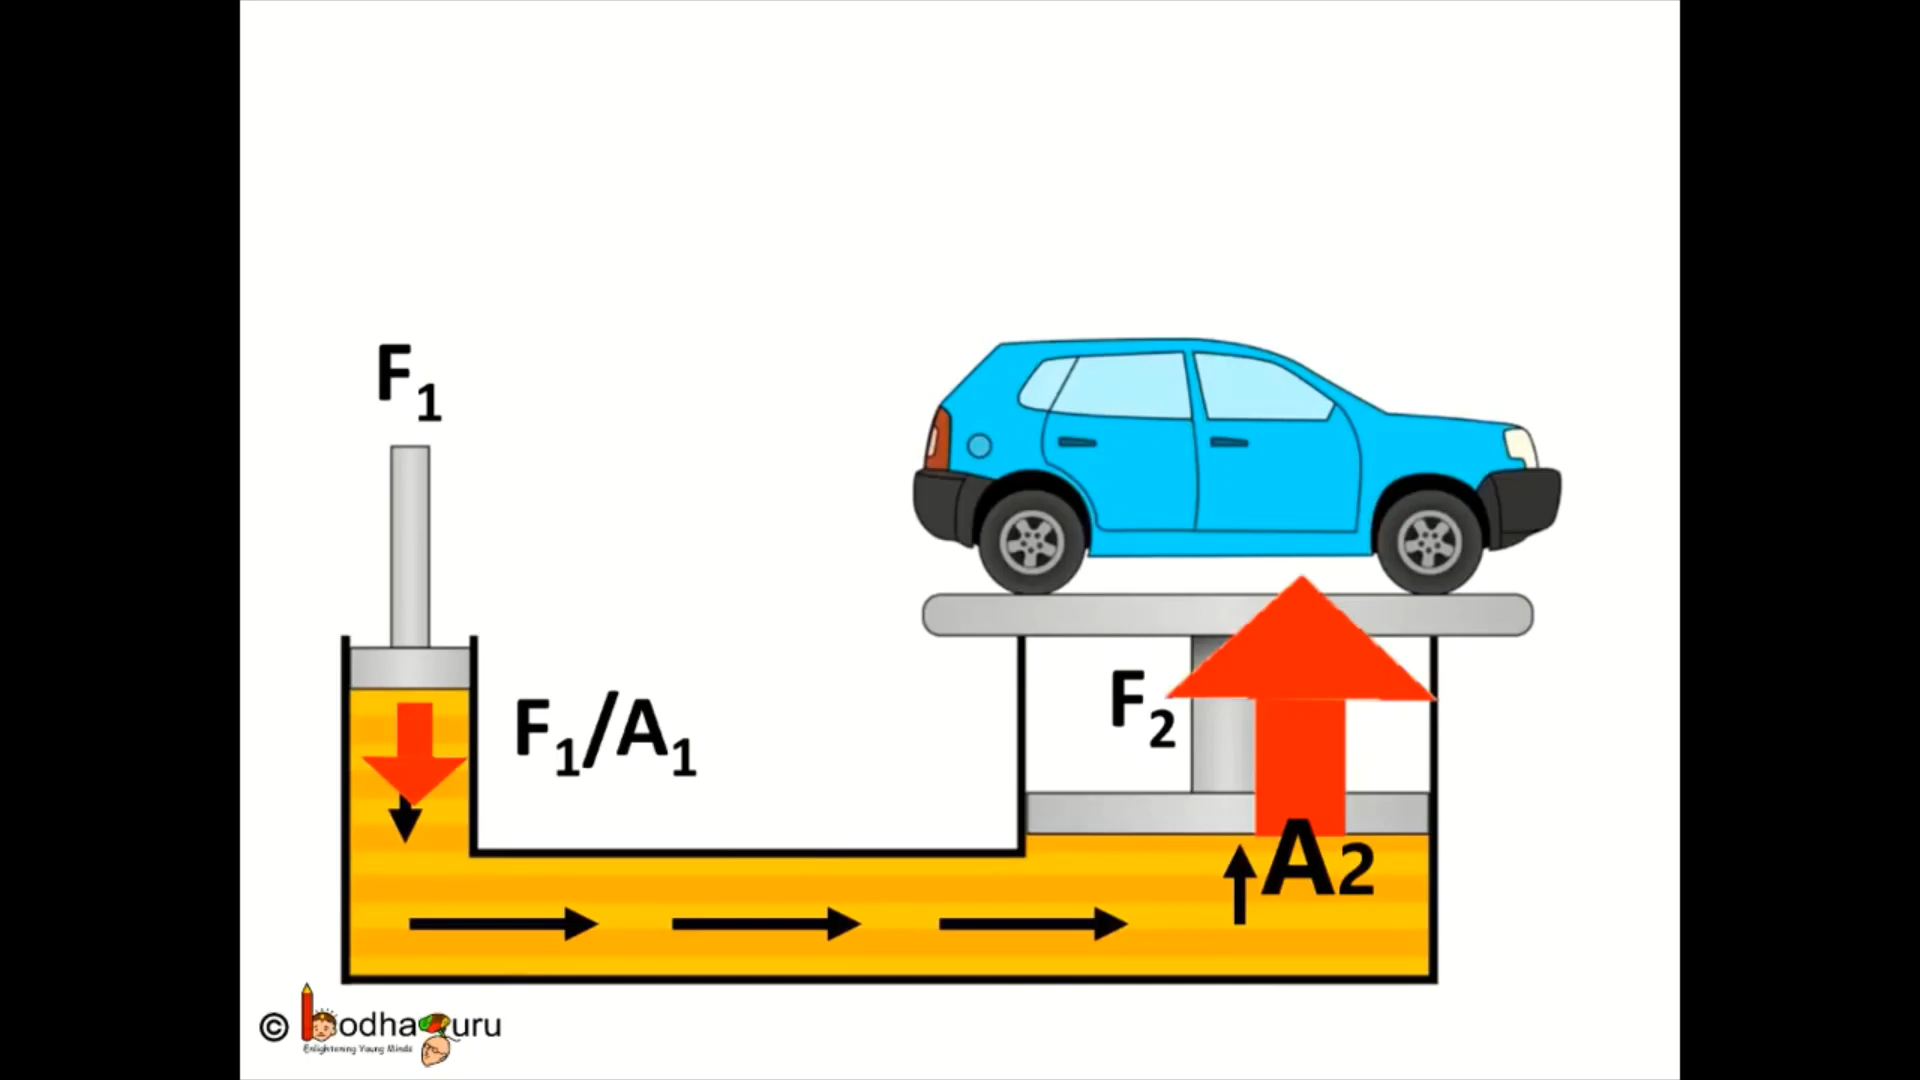 F₁
F₁/A₁
F₂
A2
© bodhaguru
Enlightening Young Minds